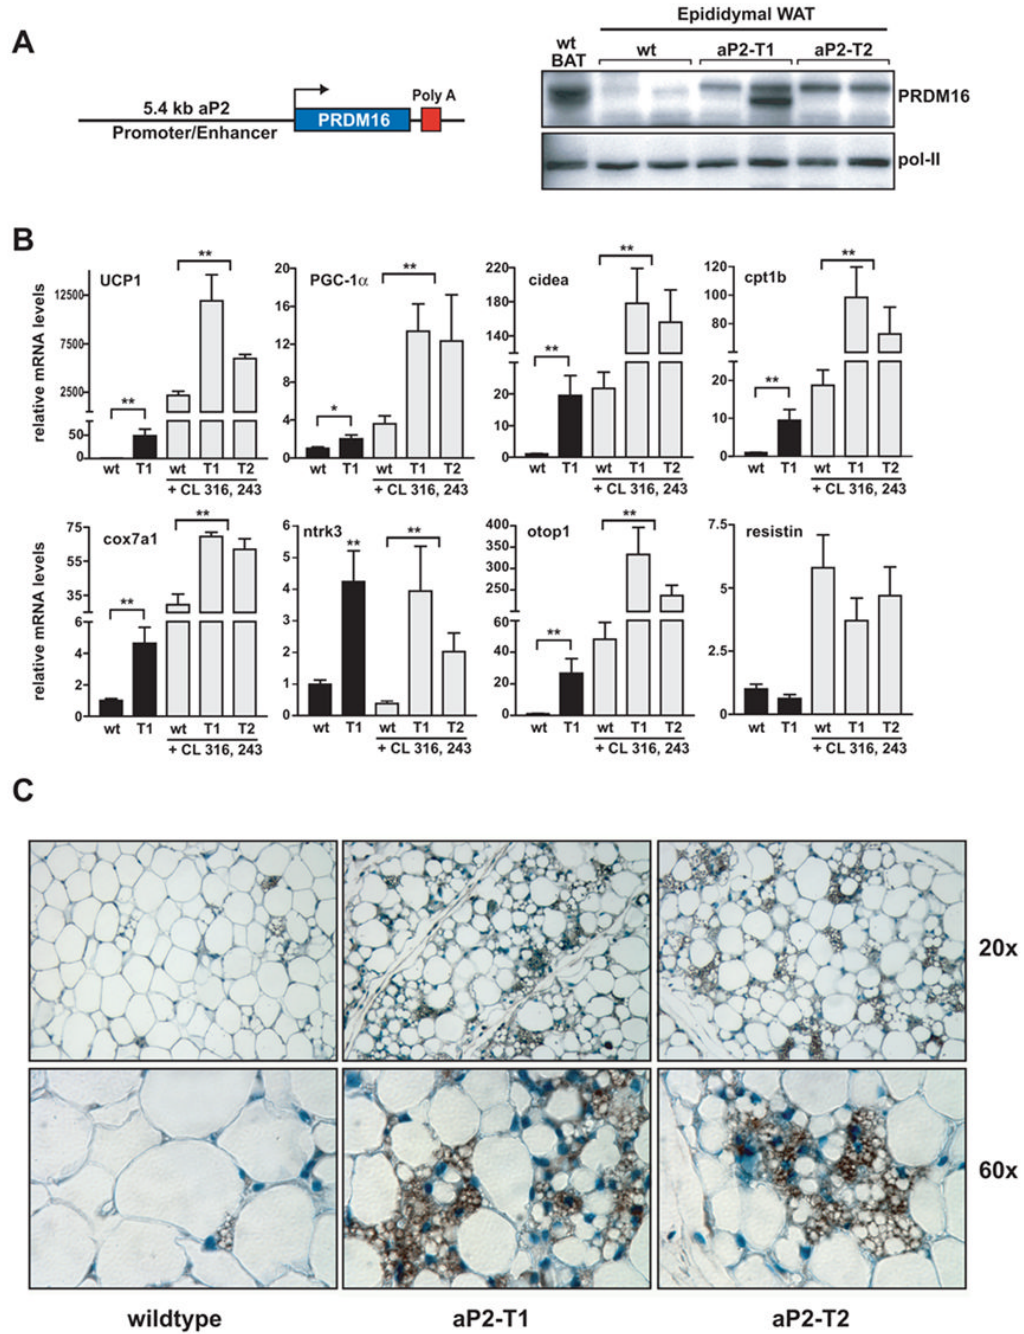 A
Epididymal WAT
wt
BAT
wt
aP2-T1
aP2-T2
5.4 kb aP2
Promoter/Enhancer
PRDM16
Poly A
PRDM16
pol-II
B
relative mRNA levels
UCP1
**
**
12500
7500
2500
50
0
wt T1 wt T1 T2
+ CL 316, 243
PGC-1α
*
**
20
16
12
8
4
0
wt T1 wt T1 T2
+ CL 316, 243
cidea
**
**
220
180
140
20
10
0
wt T1 wt T1 T2
+ CL 316, 243
cpt1b
**
**
120
100
80
20
10
0
wt T1 wt T1 T2
+ CL 316, 243
relative mRNA levels
cox7a1
**
**
75
55
35
6
4
2
0
wt T1 wt T1 T2
+ CL 316, 243
ntrk3
**
**
6
5
4
3
2
1
0
wt T1 wt T1 T2
+ CL 316, 243
otop1
**
**
400
350
300
250
60
40
20
0
wt T1 wt T1 T2
+ CL 316, 243
resistin
7.5
5
2.5
0
wt T1 wt T1 T2
+ CL 316, 243
C
20x
60x
wildtype
aP2-T1
aP2-T2